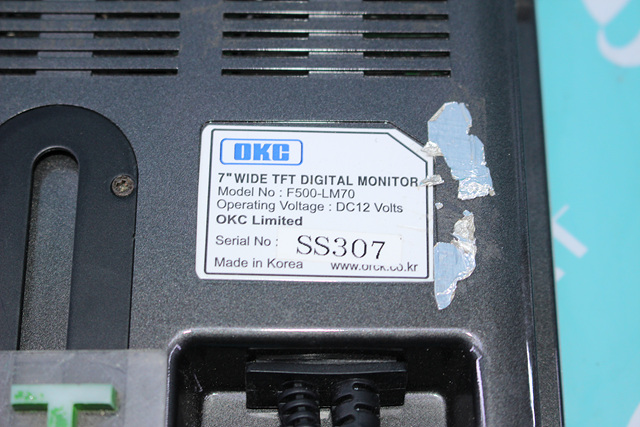 OKC
7" WIDE TFT DIGITAL MONITOR
Model No : F500-LM70
Operating Voltage : DC12 Volts
OKC Limited
Serial No : SS307
Made in Korea www.orck.co.kr
T